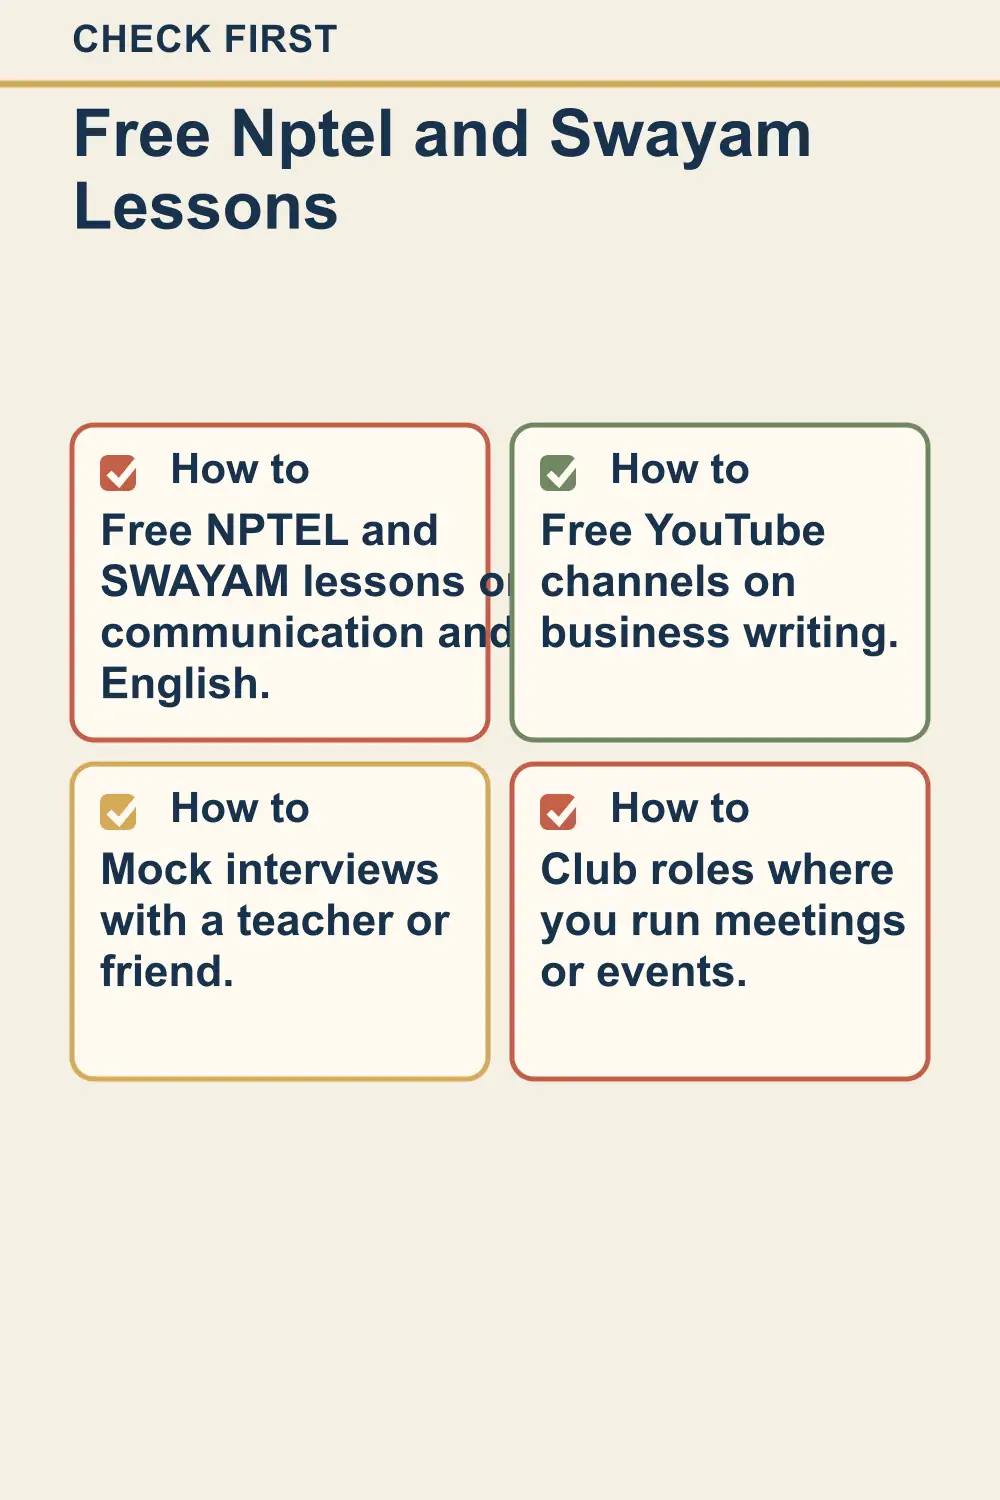 CHECK FIRST
Free Nptel and Swayam
Lessons
How to
Free NPTEL and
SWAYAM lessons
communication and
English.
How to
Free YouTube
channels on
business writing.
How to
Mock interviews
with a teacher or
friend.
How to
Club roles where
you run meetings
or events.